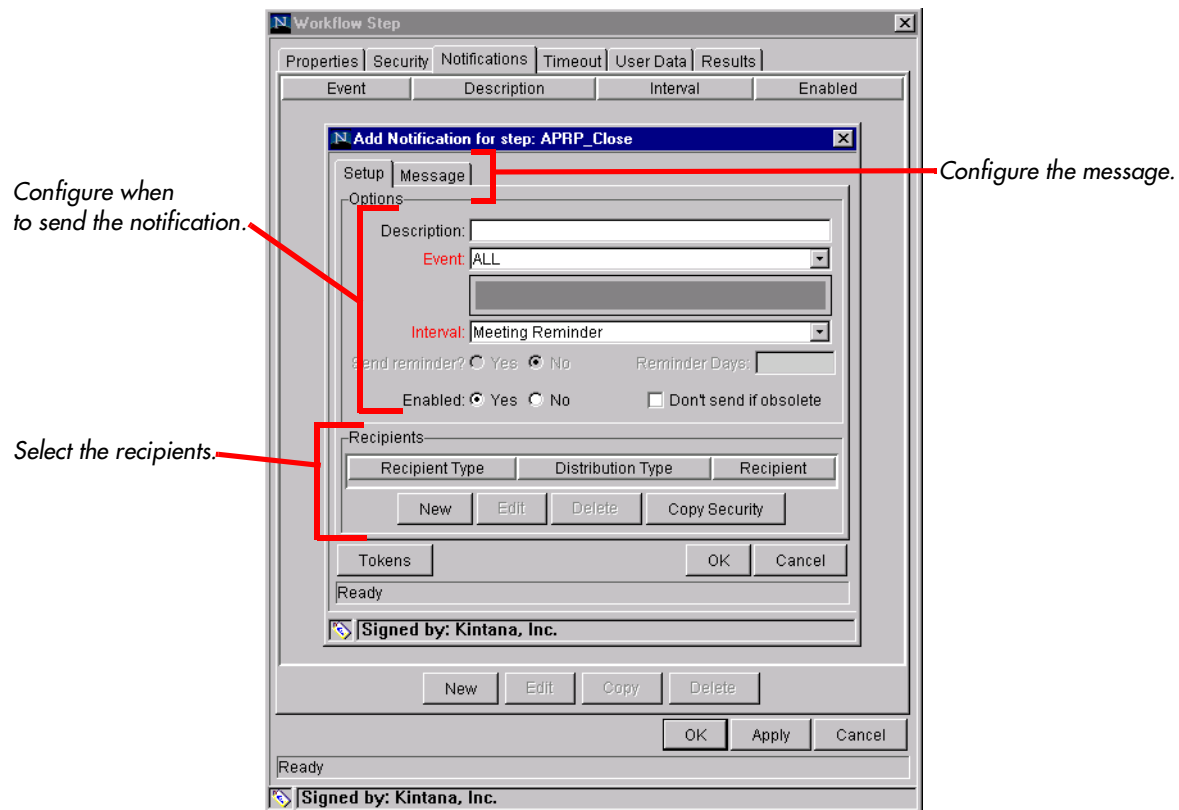 Workflow Step
Properties Security Notifications Timeout User Data Results
Event Description Interval Enabled
Add Notification for step: APRP_Close
Setup Message
Configure the message.
Configure when
to send the notification.
Options
Description:
Event: ALL
Interval: Meeting Reminder
Send reminder? Yes No Reminder Days:
Enabled: Yes No Don't send if obsolete
Select the recipients.
Recipients
Recipient Type Distribution Type Recipient
New Edit Delete Copy Security
Tokens OK Cancel
Ready
Signed by: Kintana, Inc.
New Edit Copy Delete
OK Apply Cancel
Ready
Signed by: Kintana, Inc.